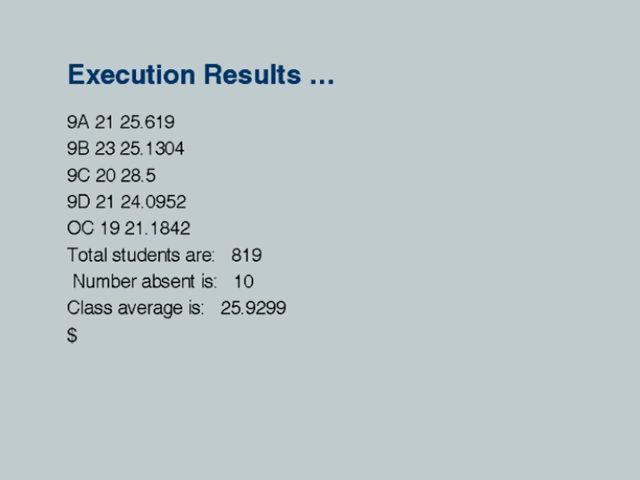 Execution Results …
9A 21 25.619
9B 23 25.1304
9C 20 28.5
9D 21 24.0952
OC 19 21.1842
Total students are: 819
Number absent is: 10
Class average is: 25.9299
$